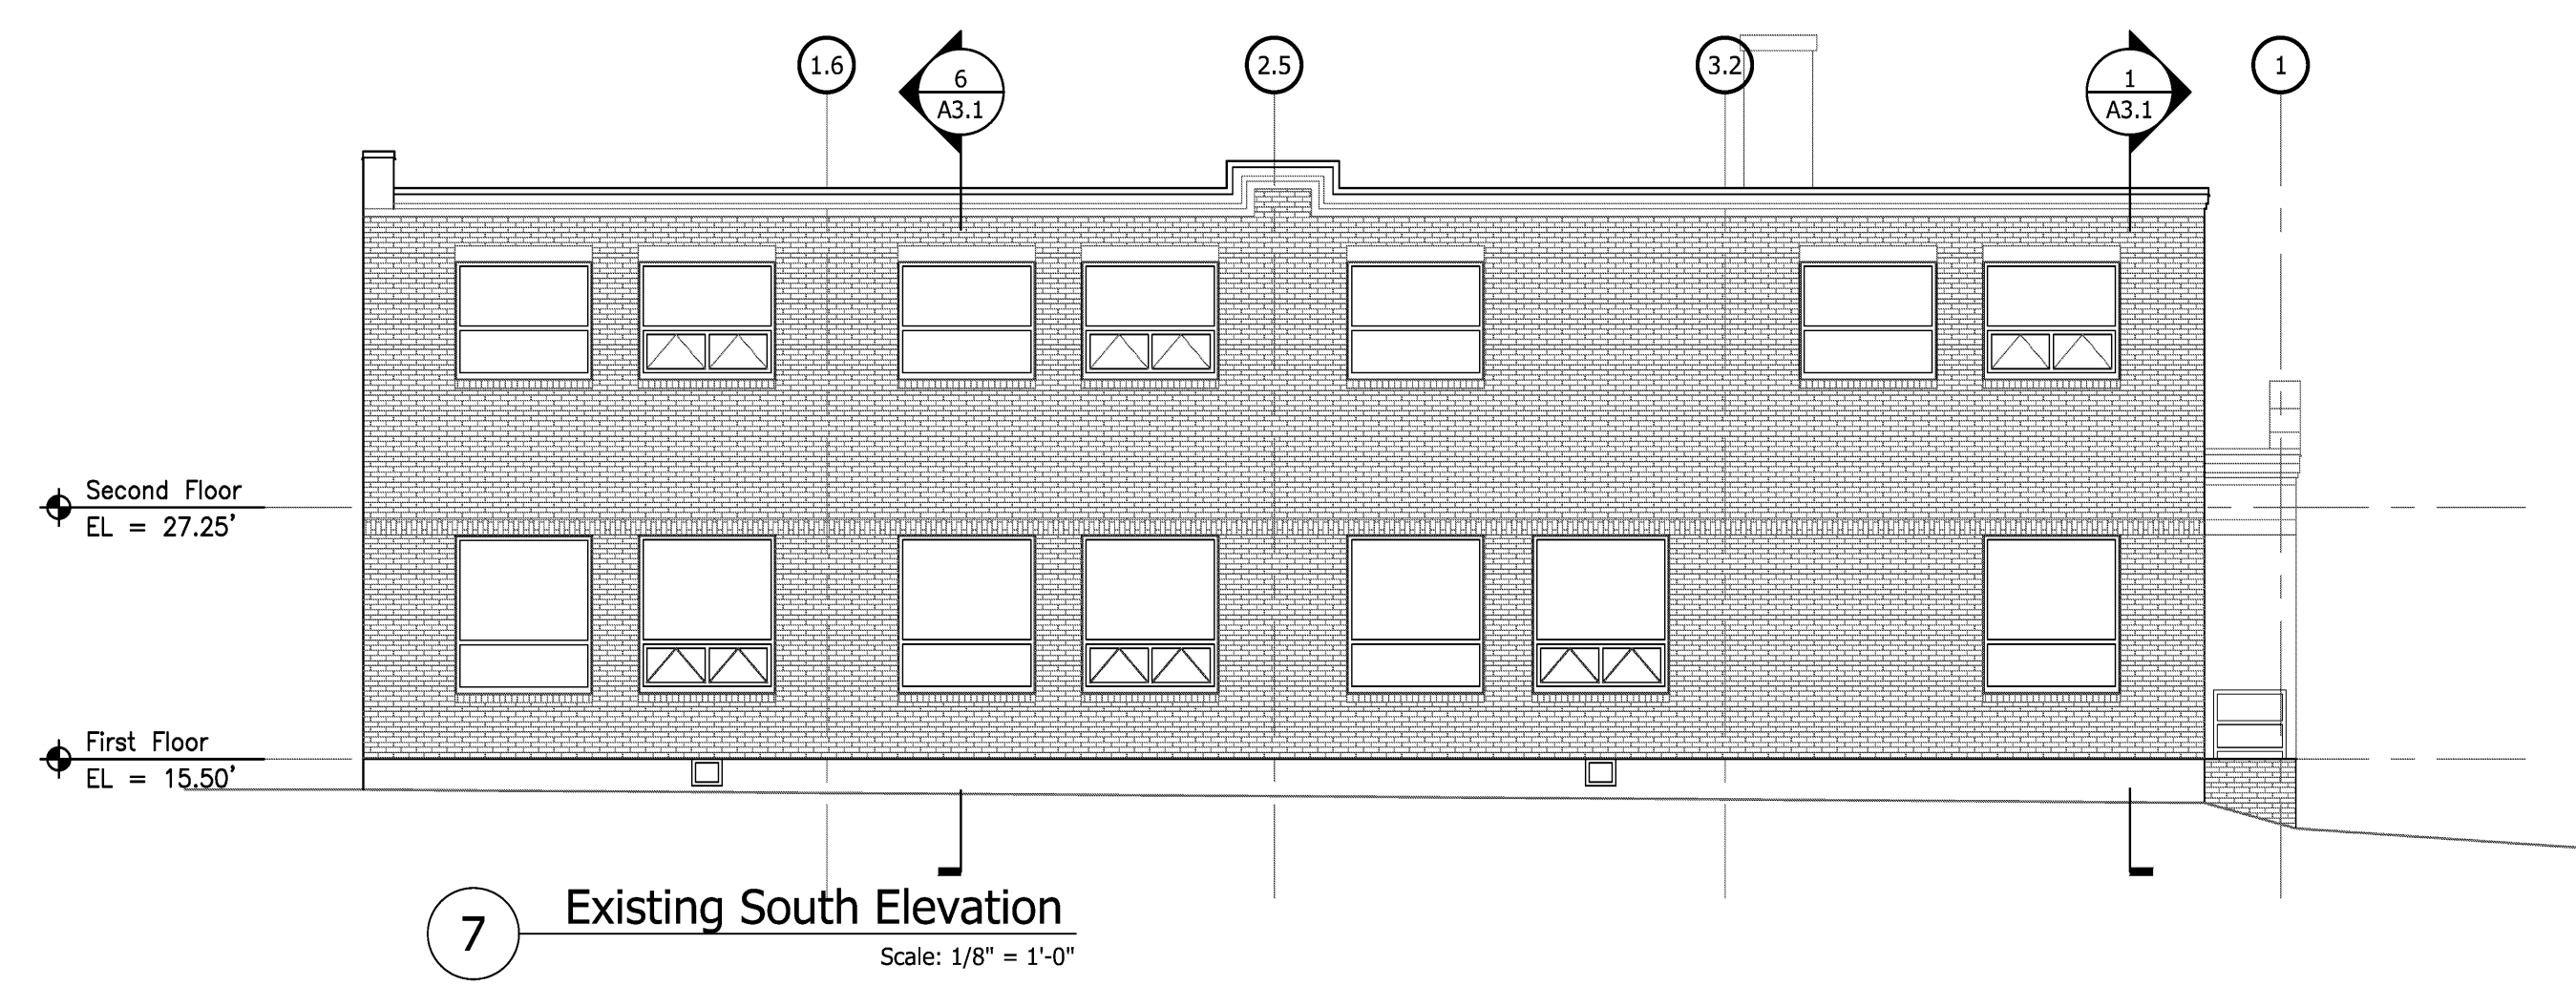 1.6
6
A3.1
2.5
3.2
1
A3.1
1
Second Floor
EL = 27.25'
First Floor
EL = 15.50'
7
Existing South Elevation
Scale: 1/8" = 1'-0"